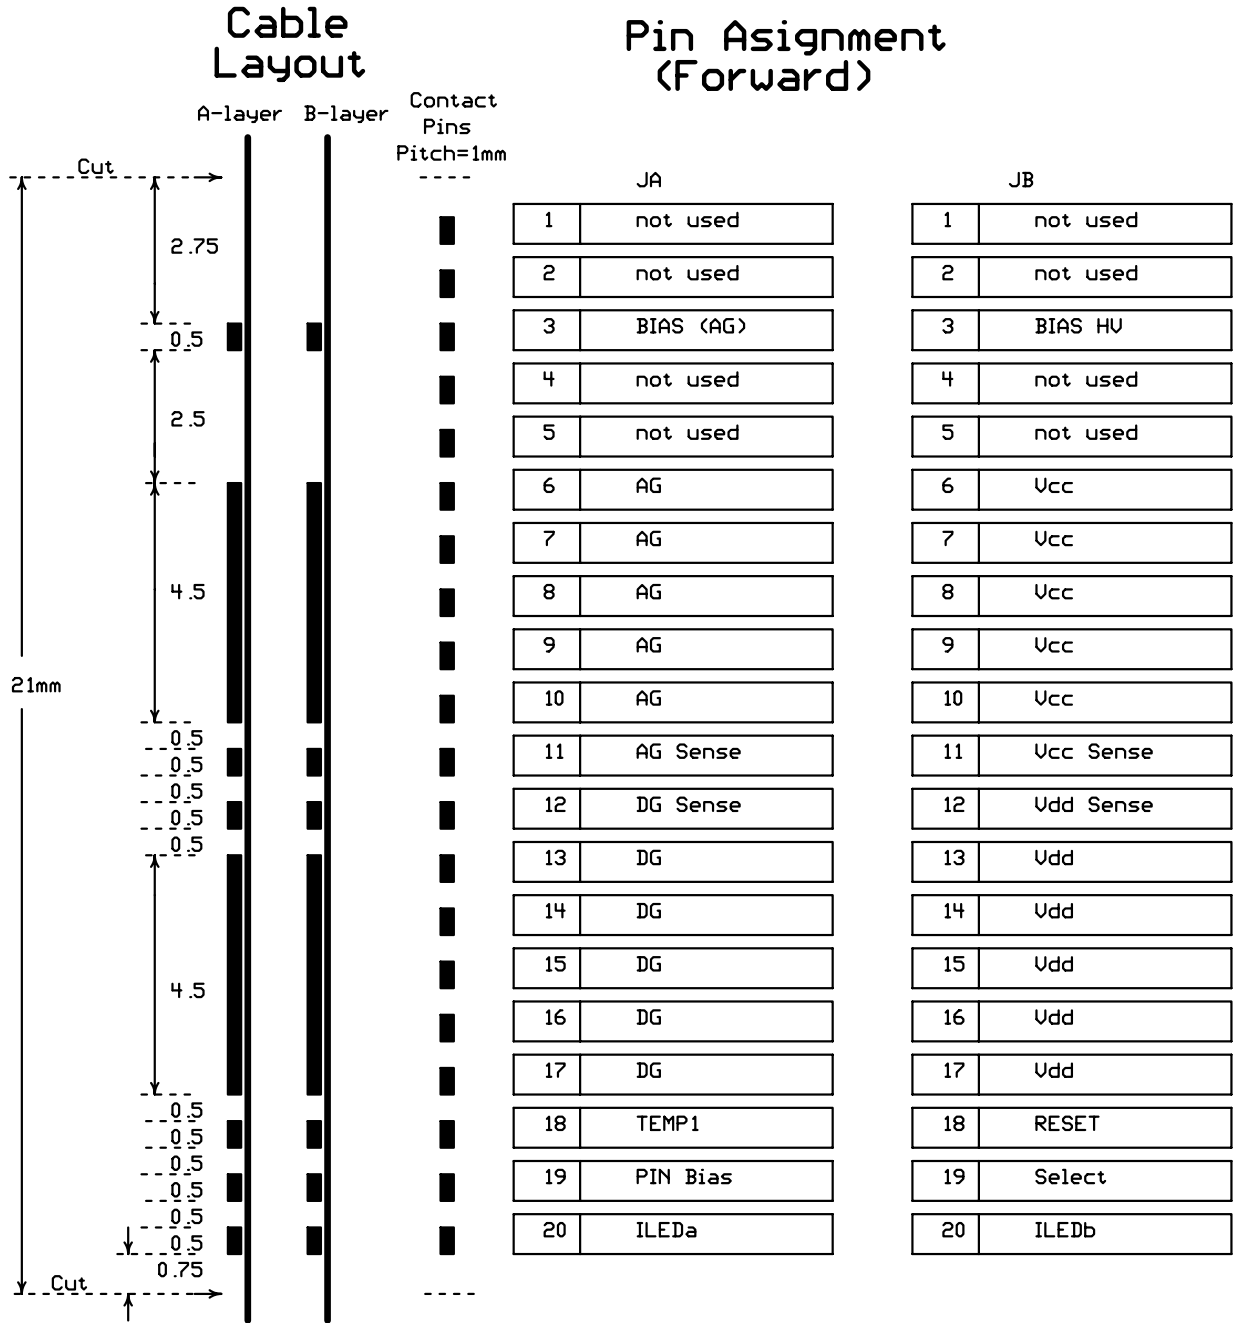 Cable
Layout
Pin Asignment
(Forward)
A-layer B-layer
Contact
Pins
Pitch=1mm
Cut
21mm
2.75
0.5
2.5
4.5
0.5
0.5
0.5
0.5
0.5
4.5
0.5
0.5
0.5
0.5
0.5
0.5
0.75
Cut
JA JB
1 not used 1 not used
2 not used 2 not used
3 BIAS (AG) 3 BIAS HV
4 not used 4 not used
5 not used 5 not used
6 AG 6 Vcc
7 AG 7 Vcc
8 AG 8 Vcc
9 AG 9 Vcc
10 AG 10 Vcc
11 AG Sense 11 Vcc Sense
12 DG Sense 12 Vdd Sense
13 DG 13 Vdd
14 DG 14 Vdd
15 DG 15 Vdd
16 DG 16 Vdd
17 DG 17 Vdd
18 TEMP1 18 RESET
19 PIN Bias 19 Select
20 ILEDa 20 ILEDb